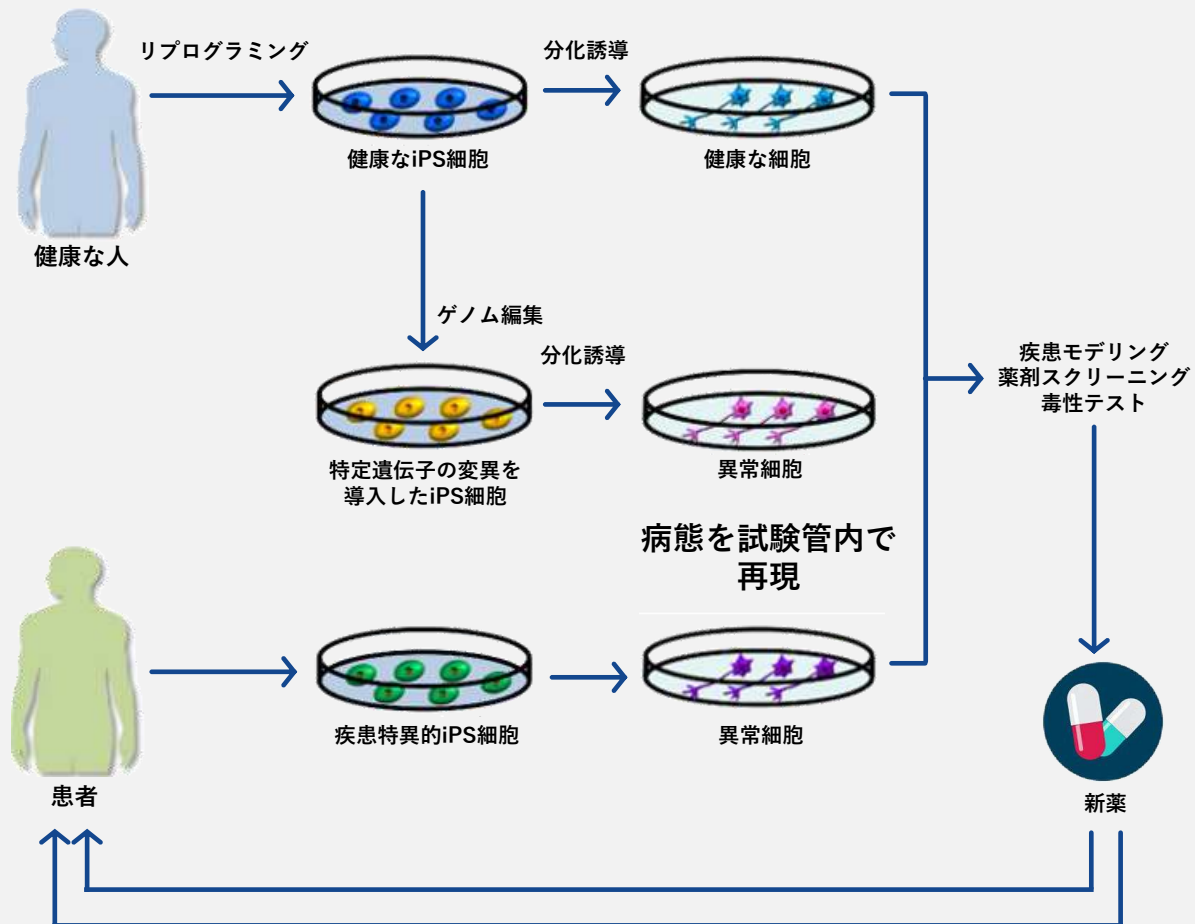 リプログラミング
分化誘導
健康なiPS細胞
健康な細胞
健康な人
ゲノム編集
分化誘導
特定遺伝子の変異を
導入したiPS細胞
異常細胞
疾患モデリング
薬剤スクリーニング
毒性テスト
病態を試験管内で
再現
疾患特異的iPS細胞
異常細胞
患者
新薬